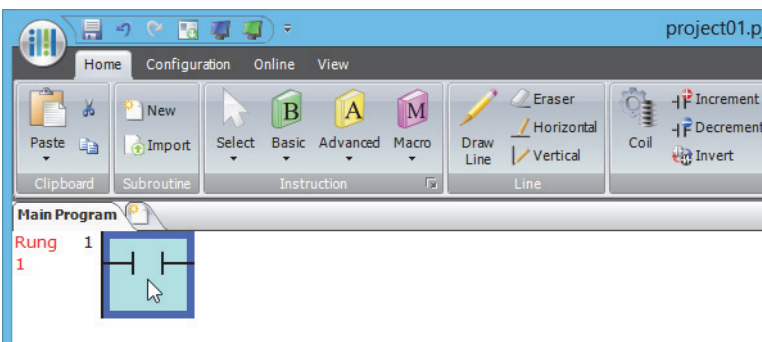 project01.p
Home Configuration Online View
Paste New Import Select Basic Advanced Macro Draw Line Eraser Horizontal Vertical Coil Increment Decrement Invert
B A M
Clipboard Subroutine Instruction Line
Main Program
Rung 1
1